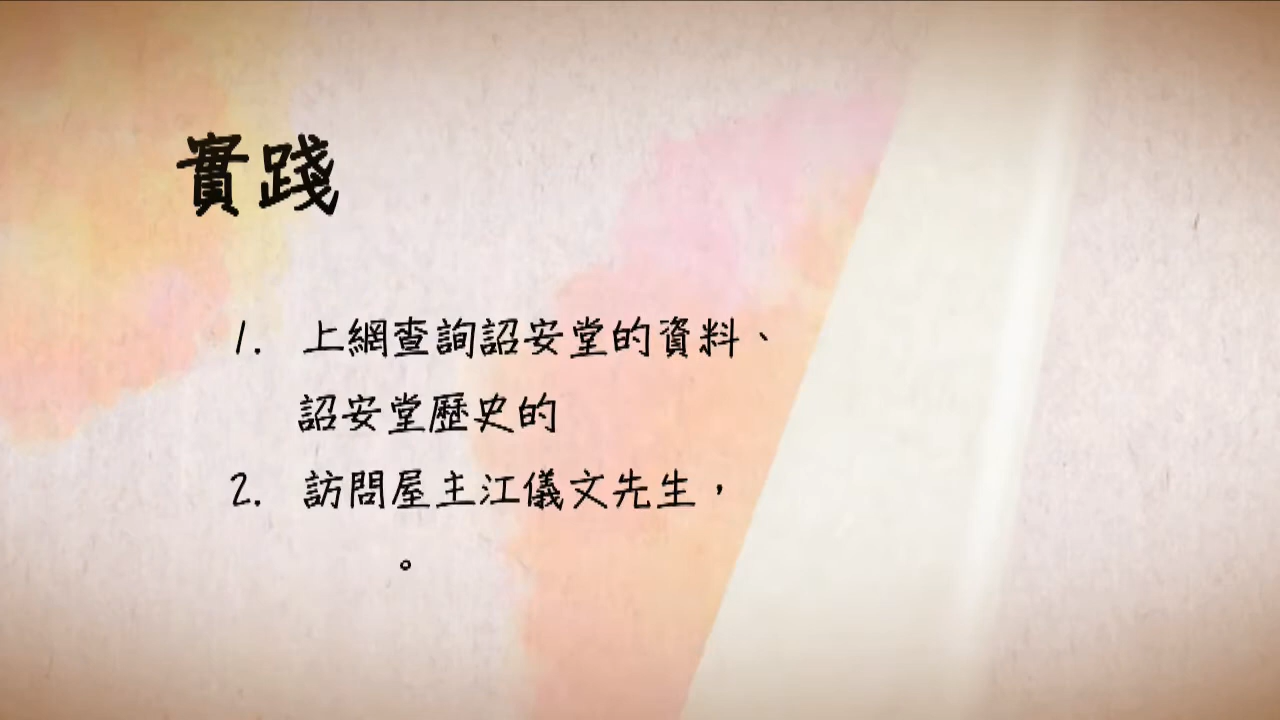 實踐
1. 上網查詢詔安堂的資料、
詔安堂歷史的
2. 訪問屋主江儀文先生，
。